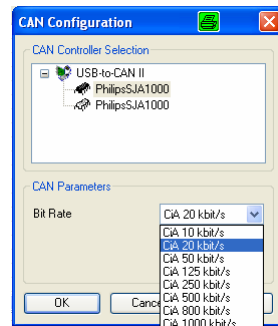 CAN Configuration
CAN Controller Selection
USB-to-CAN II
PhilipsSJA1000
PhilipsSJA1000
CAN Parameters
Bit Rate
CiA 20 kbit/s
CiA 10 kbit/s
CiA 20 kbit/s
CiA 50 kbit/s
CiA 125 kbit/s
CiA 250 kbit/s
CiA 500 kbit/s
CiA 800 kbit/s
CiA 1000 kbit/s
OK
Cance